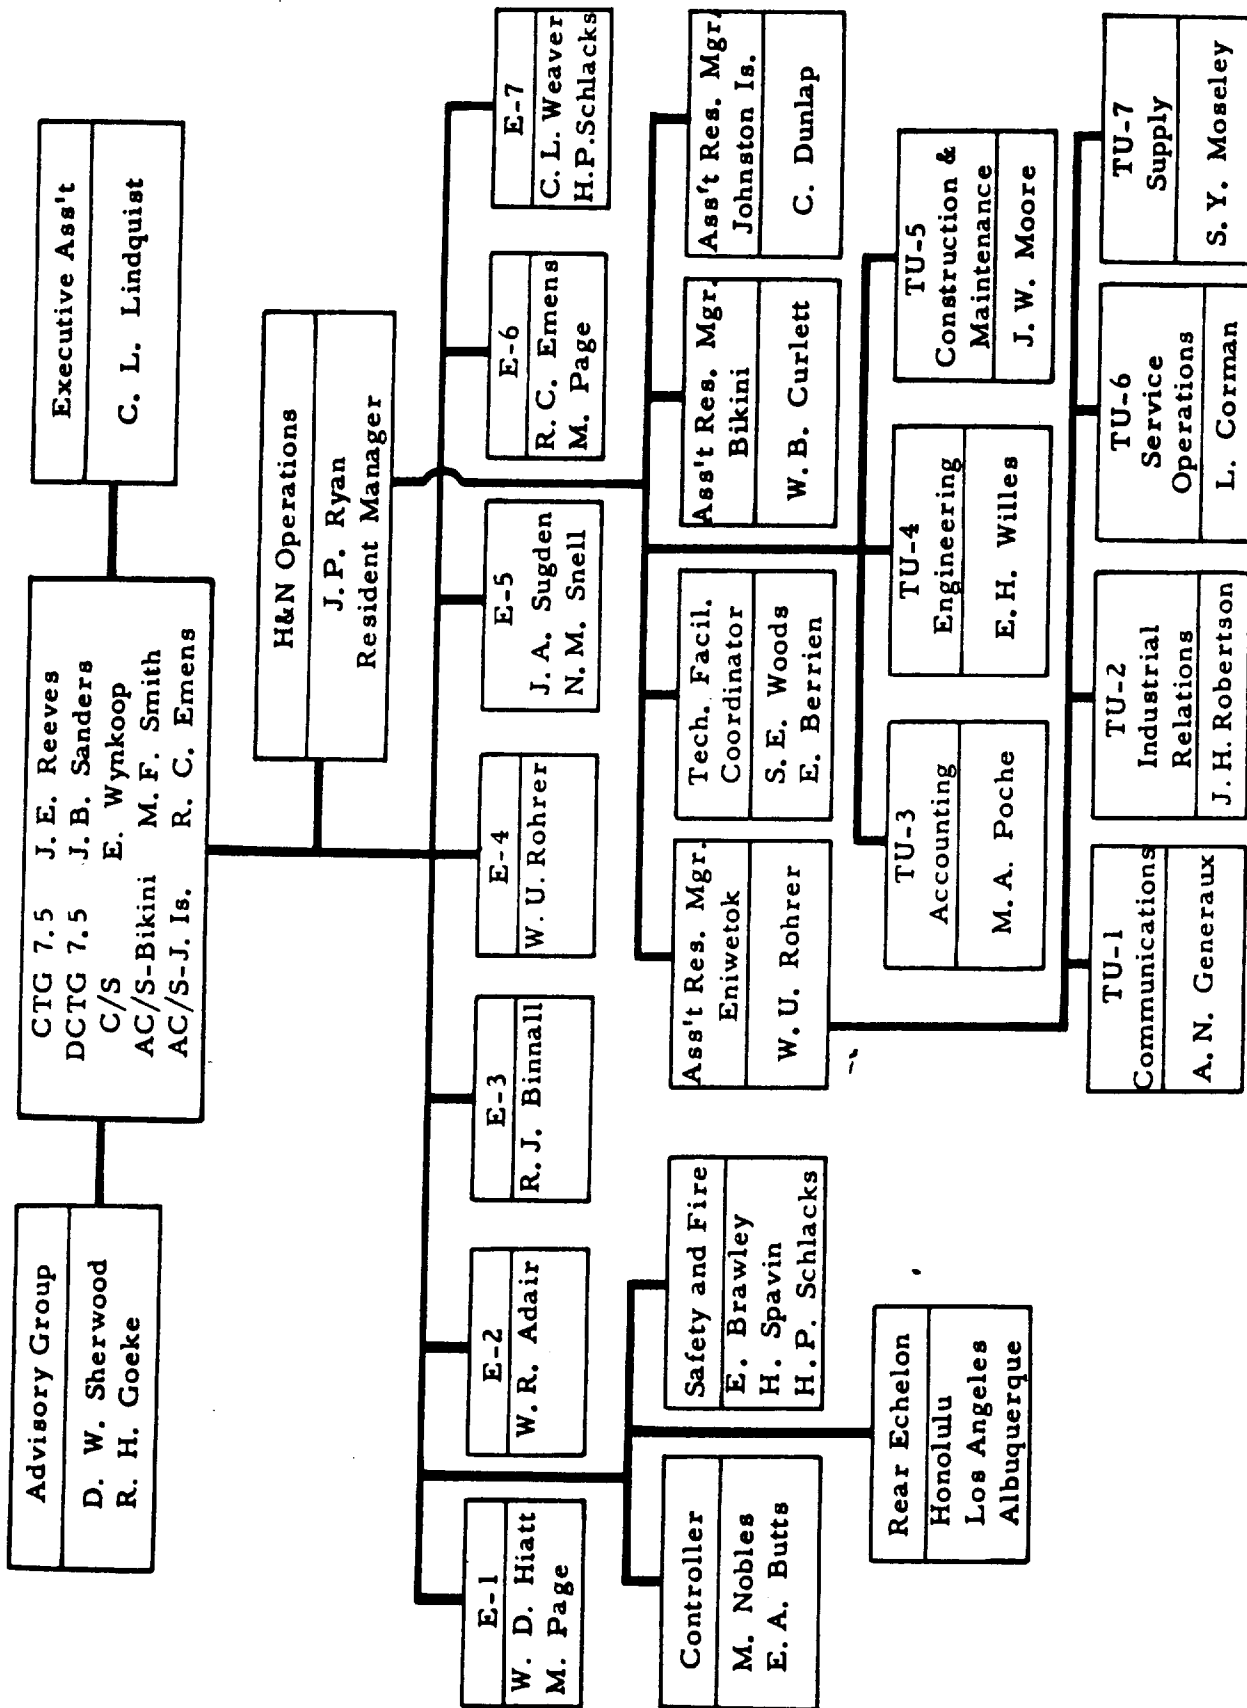 Advisory Group
D. W. Sherwood
R. H. Goeke
CTG 7.5 J. E. Reeves
DCTG 7.5 J. B. Sanders
C/S E. Wynkoop
AC/S-Bikini M. F. Smith
AC/S-J. Is. R. C. Emens
Executive Ass't
C. L. Lindquist
H&N Operations
J. P. Ryan
Resident Manager
E-1
W. D. Hiatt
M. Page
E-2
W. R. Adair
E-3
R. J. Binnall
E-4
W. U. Rohrer
E-5
J. A. Sugden
N. M. Snell
E-6
R. C. Emens
M. Page
E-7
C. L. Weaver
H. P. Schlacks
Controller
M. Nobles
E. A. Butts
Safety and Fire
E. Brawley
H. Spavin
H. P. Schlacks
Rear Echelon
Honolulu
Los Angeles
Albuquerque
Ass't Res. Mgr.
Eniwetok
W. U. Rohrer
Tech. Facil.
Coordinator
S. E. Woods
E. Berrien
Ass't Res. Mgr.
Bikini
W. B. Curlett
Ass't Res. Mgr.
Johnston Is.
C. Dunlap
TU-3
Accounting
M. A. Poche
TU-4
Engineering
E. H. Willes
TU-5
Construction &
Maintenance
J. W. Moore
TU-1
Communications
A. N. Generaux
TU-2
Industrial
Relations
J. H. Robertson
TU-6
Service
Operations
L. Corman
TU-7
Supply
S. Y. Moseley